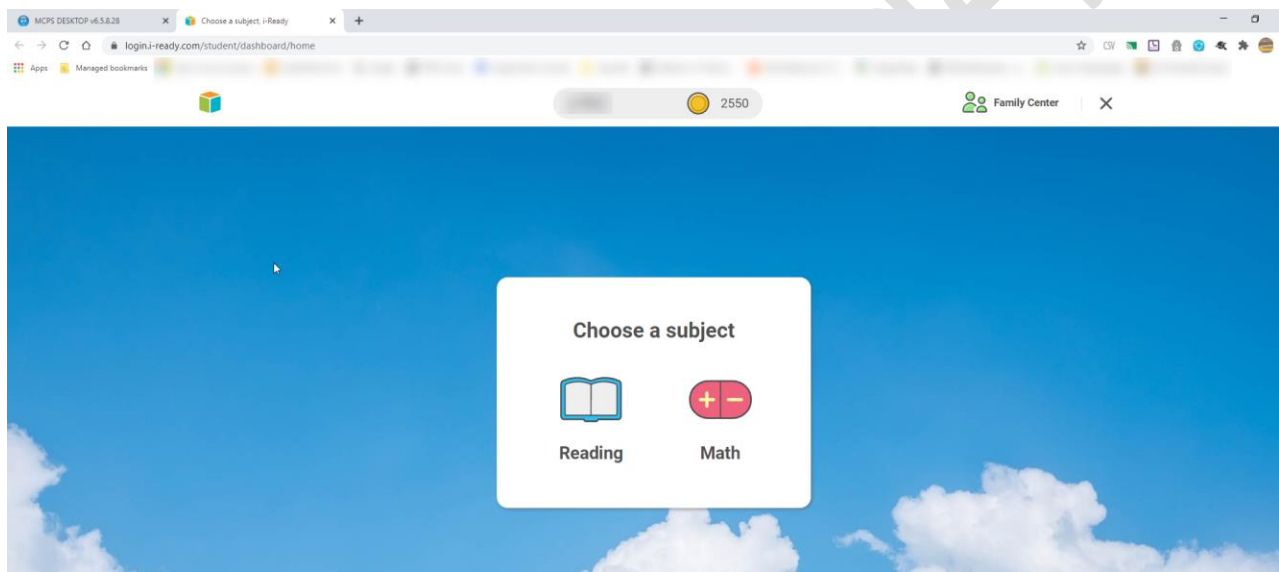 MCPS DESKTOP v6.5.8.28
Choose a subject, i-Ready
login.i-ready.com/student/dashboard/home
CSV
Apps
Managed bookmarks
2550
Family Center
Choose a subject
Reading
Math